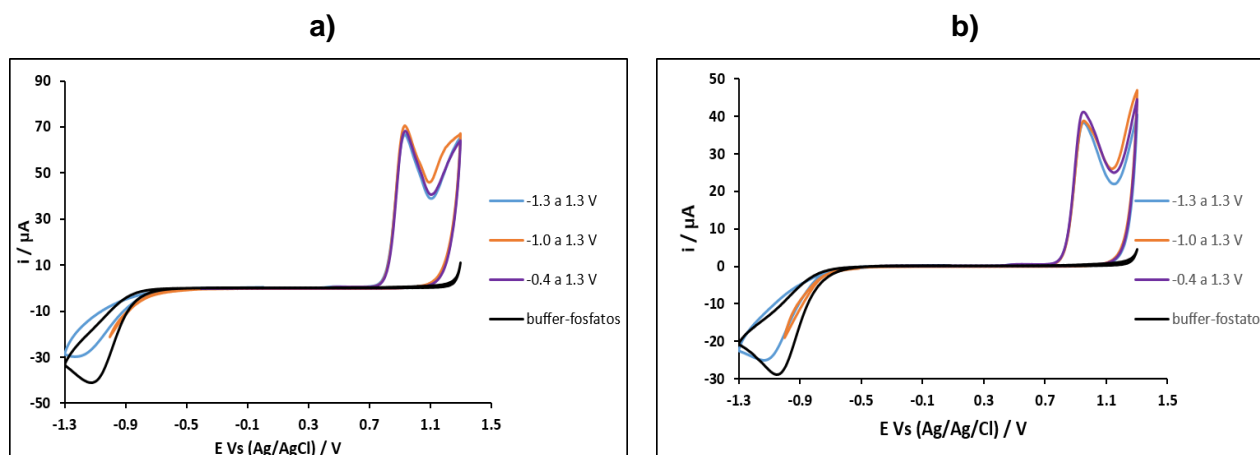 a)
90
70
50
30
10
-10
-30
-50
i / µA
-1.3 -0.9 -0.5 -0.1 0.3 0.7 1.1 1.5
E Vs (Ag/AgCl) / V
-1.3 a 1.3 V
-1.0 a 1.3 V
-0.4 a 1.3 V
buffer-fosfatos
b)
50
40
30
20
10
0
-10
-20
-30
i / µA
-1.3 -0.9 -0.5 -0.1 0.3 0.7 1.1 1.5
E Vs (Ag/Ag/Cl) / V
-1.3 a 1.3 V
-1.0 a 1.3 V
-0.4 a 1.3 V
buffer-fostato